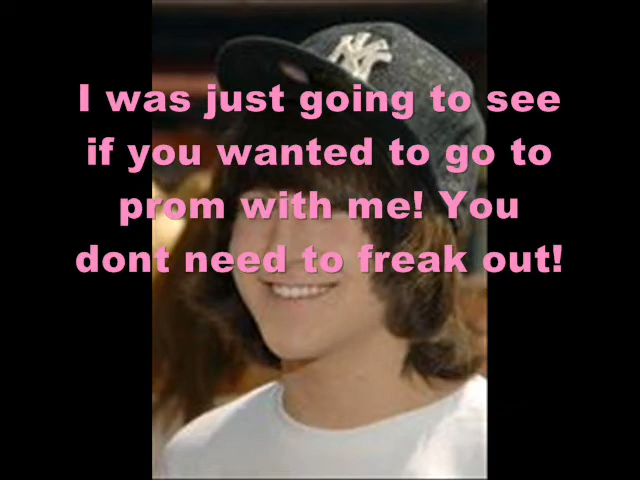 NY
I was just going to see
if you wanted to go to
prom with me! You
dont need to freak out!